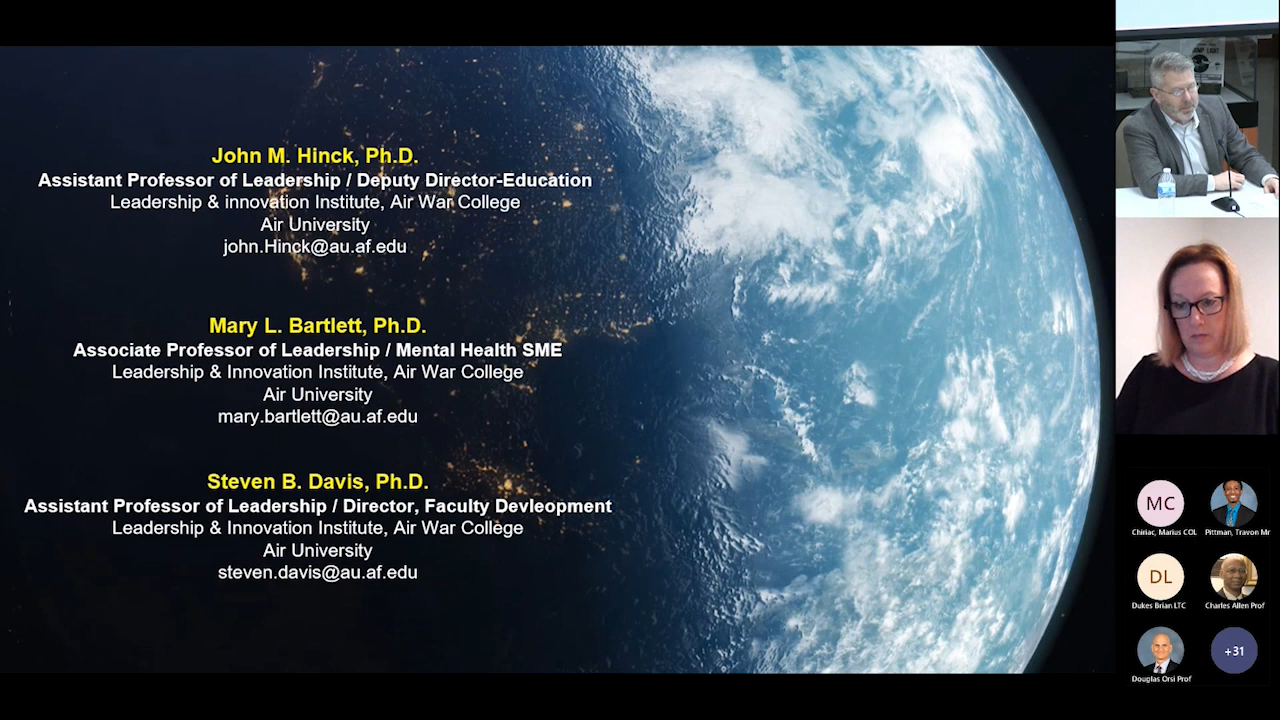 John M. Hinck, Ph.D.
Assistant Professor of Leadership / Deputy Director-Education
Leadership & innovation Institute, Air War College
Air University
john.Hinck@au.af.edu
Mary L. Bartlett, Ph.D.
Associate Professor of Leadership / Mental Health SME
Leadership & Innovation Institute, Air War College
Air University
mary.bartlett@au.af.edu
Steven B. Davis, Ph.D.
Assistant Professor of Leadership / Director, Faculty Devleopment
Leadership & Innovation Institute, Air War College
Air University
steven.davis@au.af.edu
MC
Chiriac, Marius COL
Pittman, Travon Mr
DL
Dukes Brian LTC
Charles Allen Prof
Douglas Orsi Prof
+31